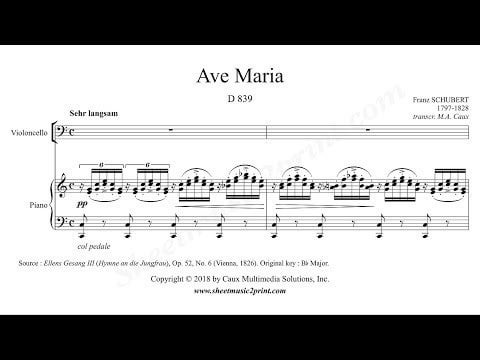 Ave Maria
D 839
Franz SCHUBERT
1797-1828
transcr. M.A. Caux
Sehr langsam
Violoncello
6 6
Piano
pp
col pedale
Source : Ellens Gesang III (Hymne an die Jungfrau), Op. 52, No. 6 (Vienna, 1826). Original key : B♭ Major.
Copyright © 2018 by Caux Multimedia Solutions, Inc.
www.sheetmusic2print.com
Sheetmusic2print.com